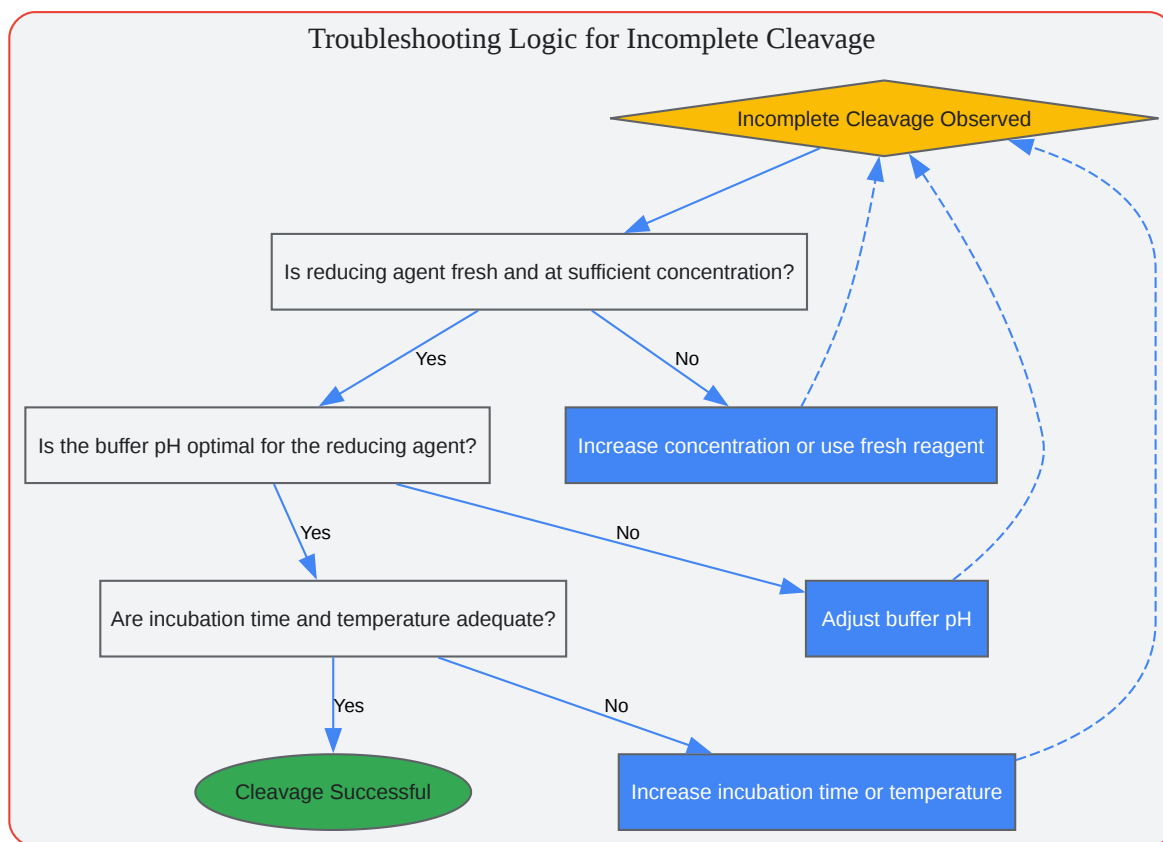 Troubleshooting Logic for Incomplete Cleavage
Incomplete Cleavage Observed
Is reducing agent fresh and at sufficient concentration?
Yes
No
Is the buffer pH optimal for the reducing agent?
Increase concentration or use fresh reagent
Yes
No
Are incubation time and temperature adequate?
Adjust buffer pH
Yes
No
Cleavage Successful
Increase incubation time or temperature